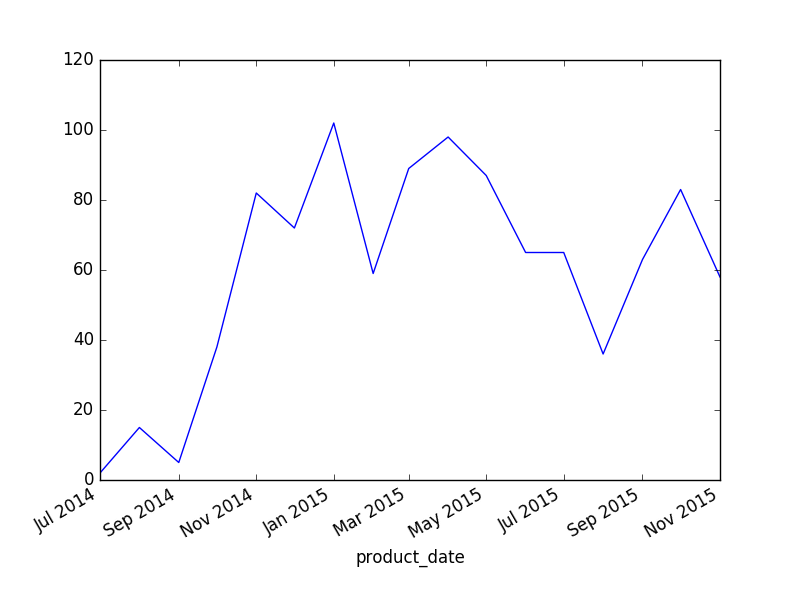 120
100
80
60
40
20
0
Jul 2014
Sep 2014
Nov 2014
Jan 2015
Mar 2015
May 2015
Jul 2015
Sep 2015
Nov 2015
product_date